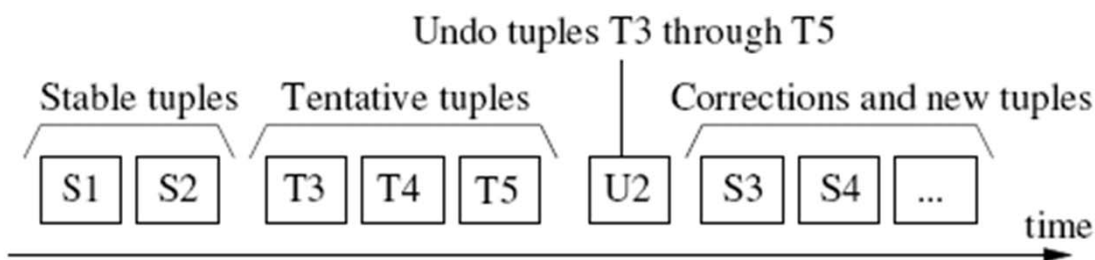 Undo tuples T3 through T5
Stable tuples Tentative tuples Corrections and new tuples
S1 S2 T3 T4 T5 U2 S3 S4 ...
time